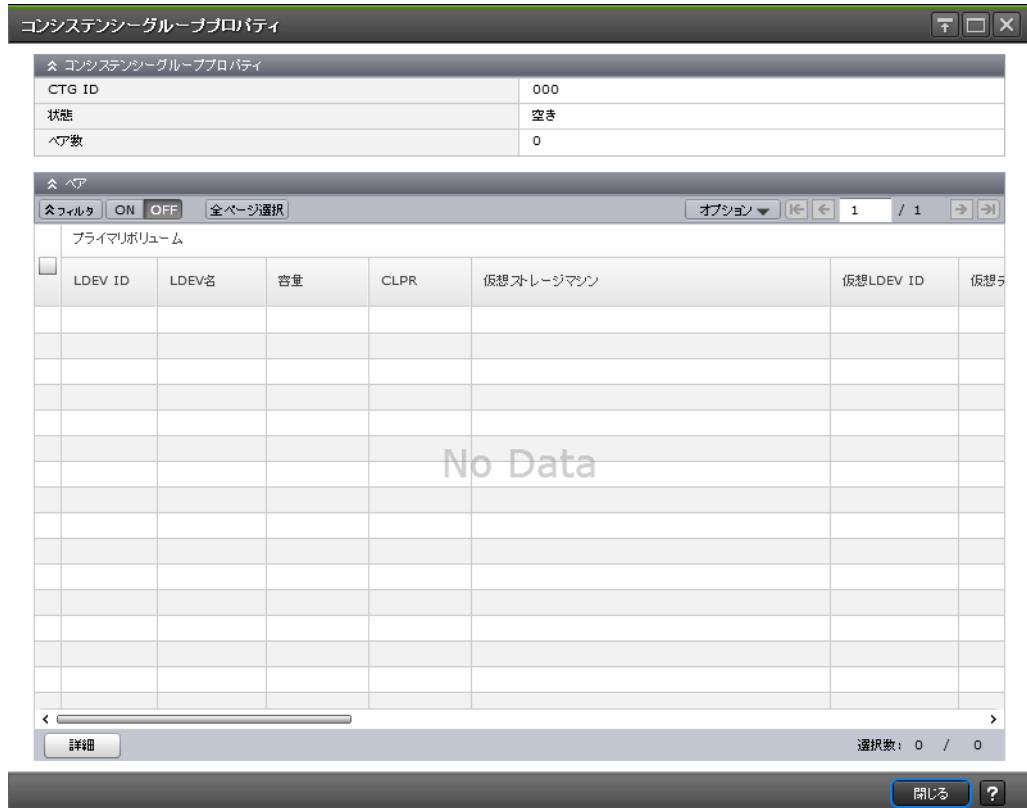 コンシステンシーグループプロパティ
コンシステンシーグループプロパティ
CTG ID 000
状態 空き
ペア数 0
ペア
フィルタ ON OFF 全ページ選択 オプション 1 / 1
プライマリボリューム
LDEV ID LDEV名 容量 CLPR 仮想ストレージマシン 仮想LDEV ID 仮想デ
No Data
詳細 選択数: 0 / 0
閉じる ?